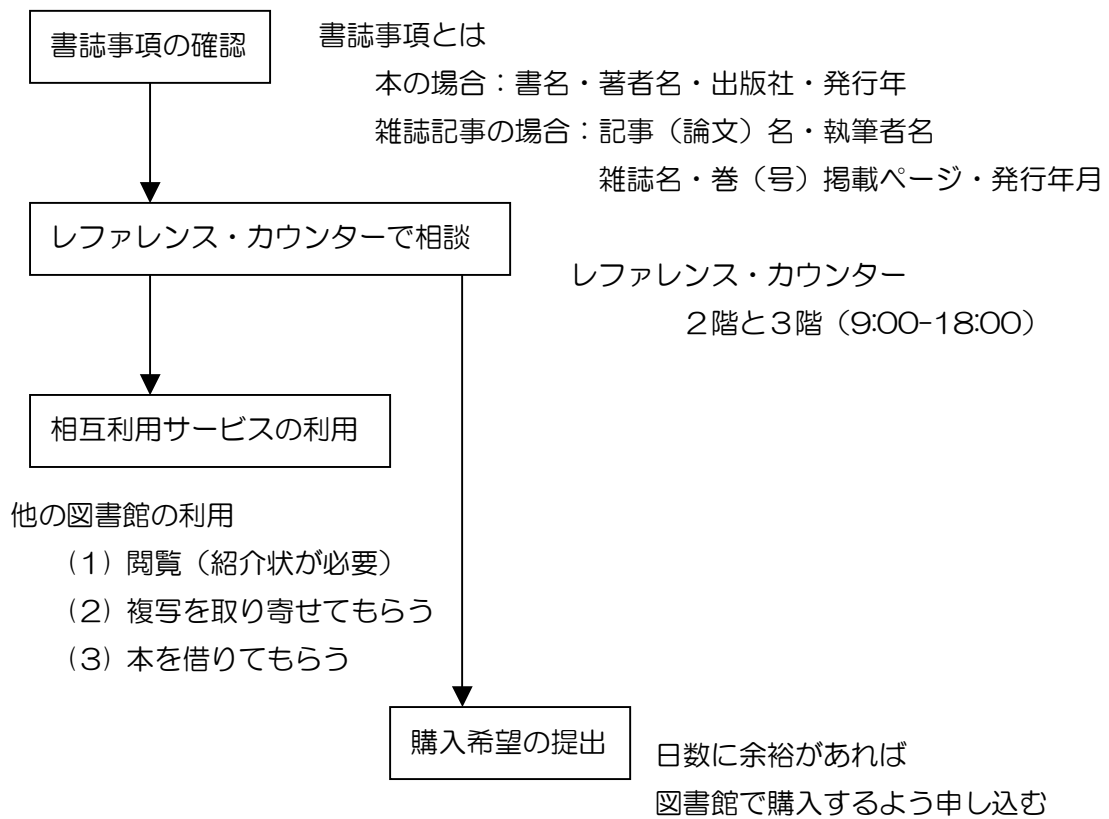 書誌事項の確認
書誌事項とは
本の場合：書名・著者名・出版社・発行年
雑誌記事の場合：記事（論文）名・執筆者名
雑誌名・巻（号）掲載ページ・発行年月
レファレンス・カウンターで相談
レファレンス・カウンター
２階と３階（9:00-18:00）
相互利用サービスの利用
他の図書館の利用
（１）閲覧（紹介状が必要）
（２）複写を取り寄せてもらう
（３）本を借りてもらう
購入希望の提出
日数に余裕があれば
図書館で購入するよう申し込む